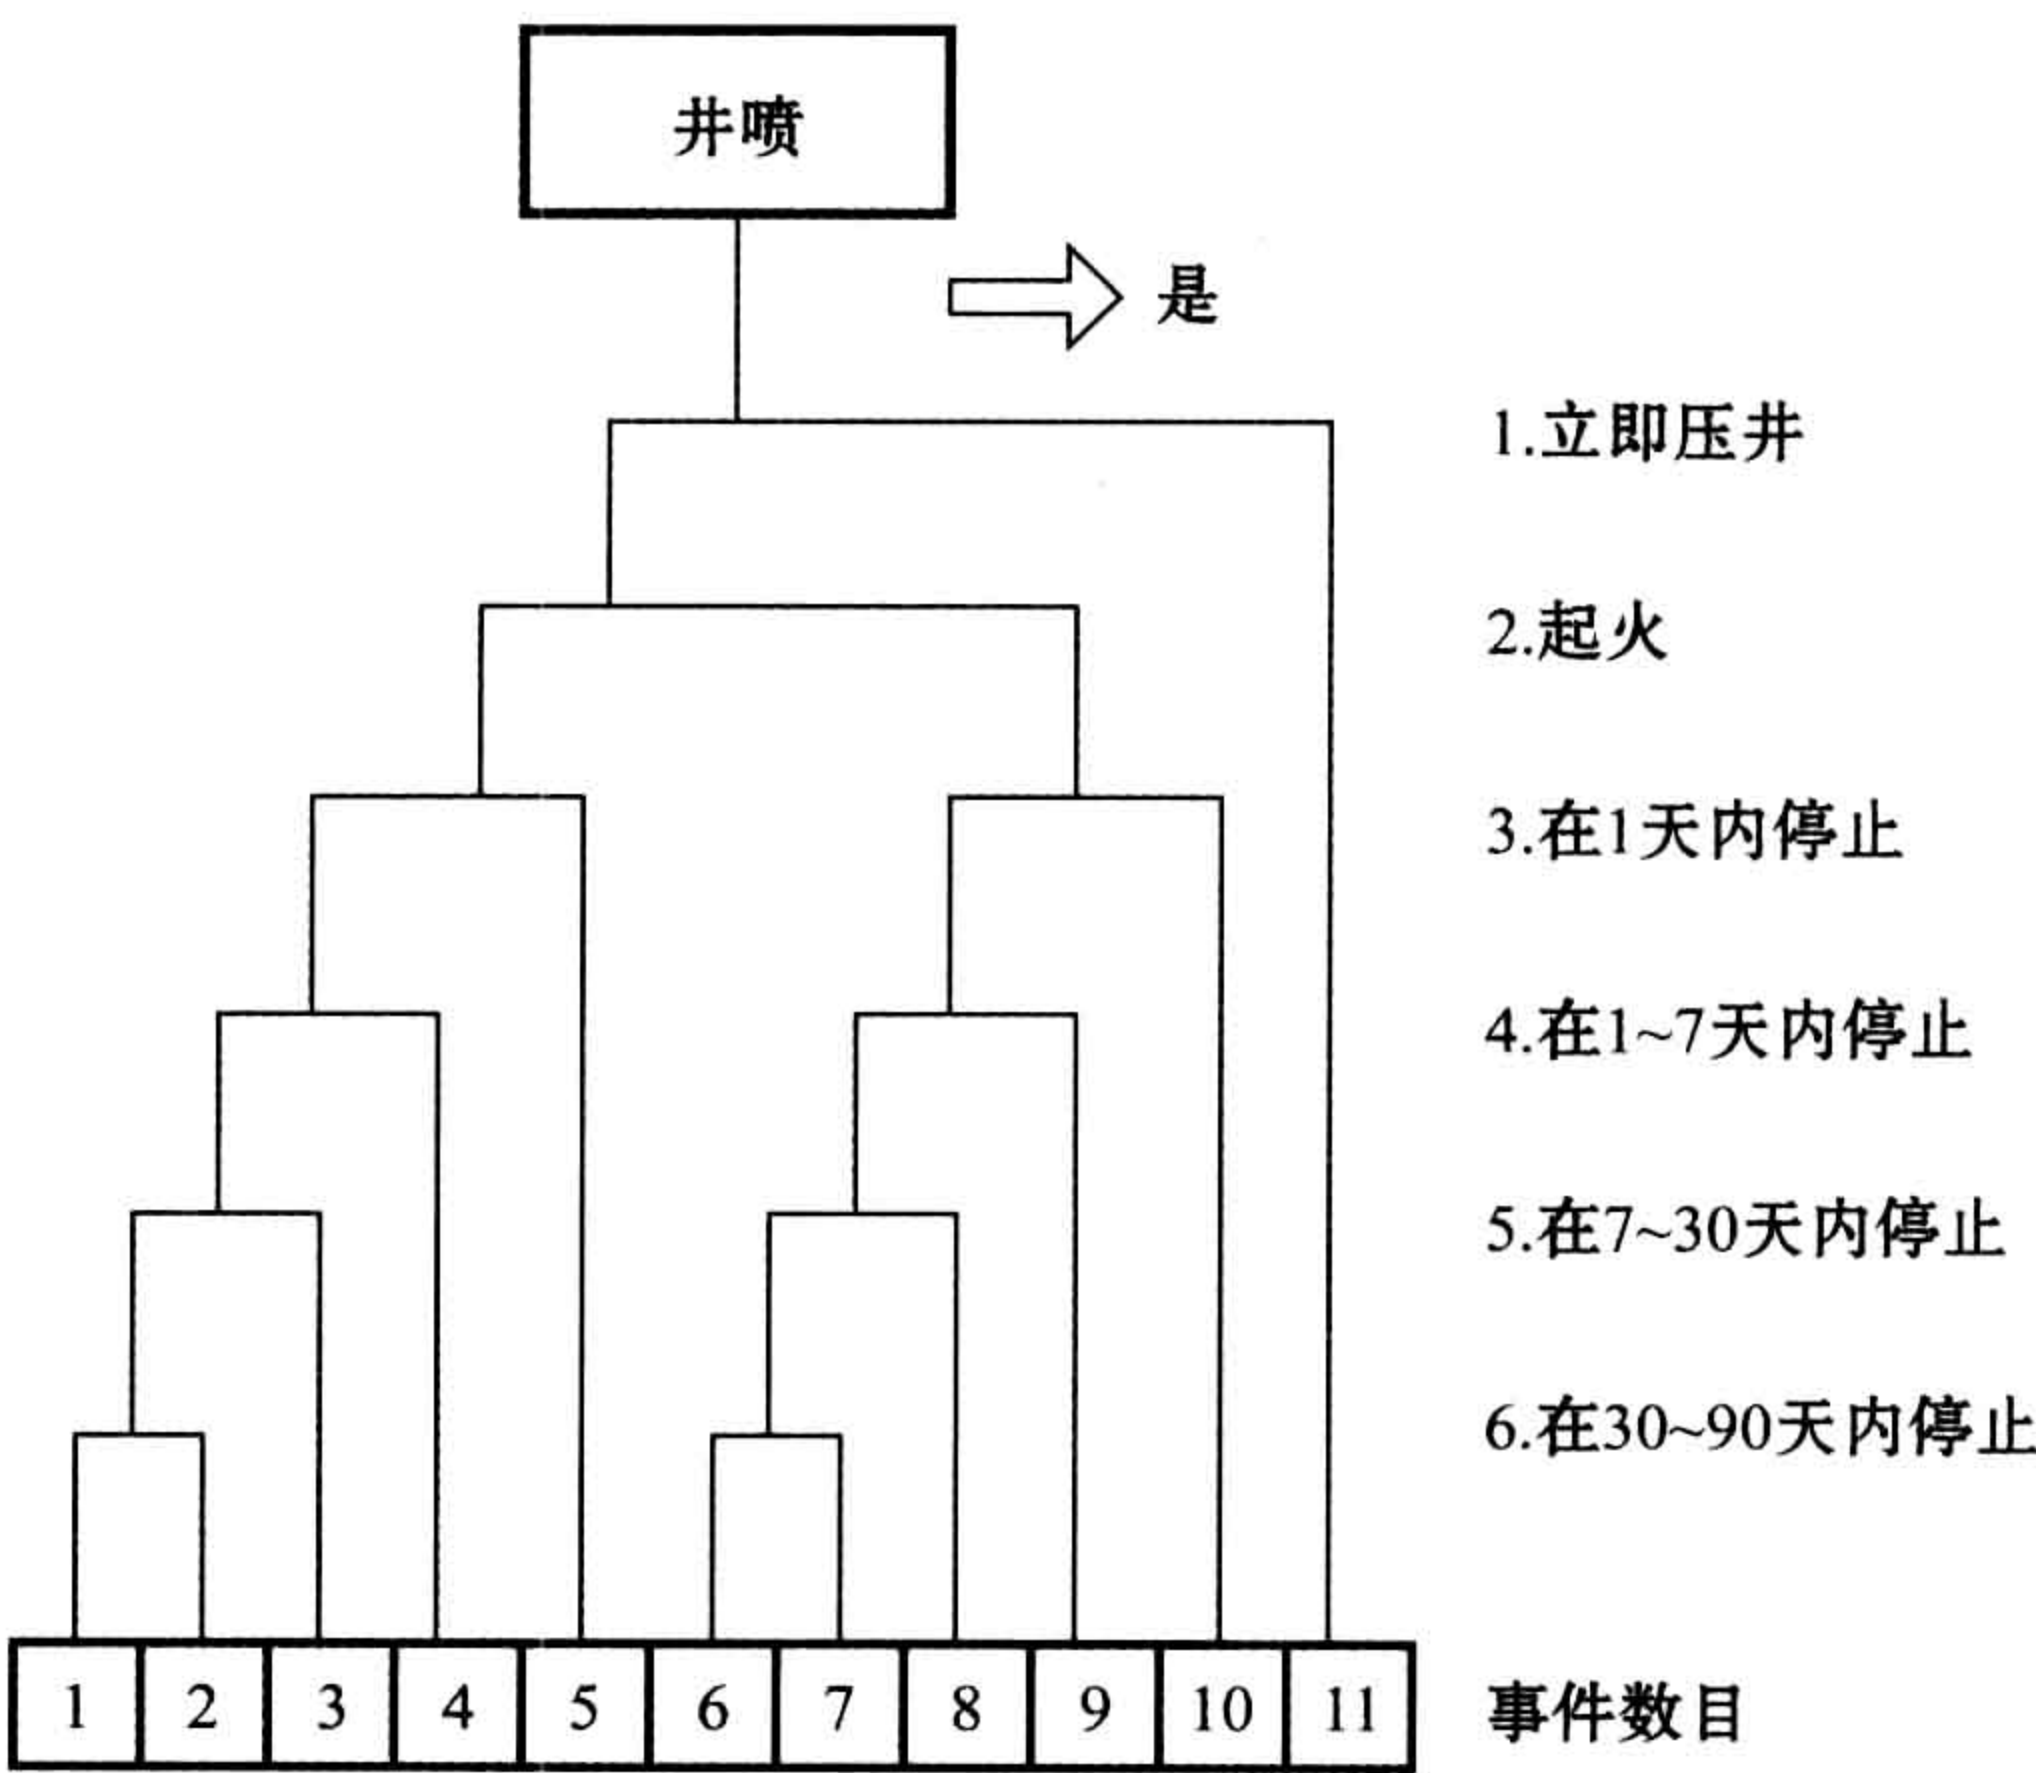 井喷
是
1.立即压井
2.起火
3.在1天内停止
4.在1~7天内停止
5.在7~30天内停止
6.在30~90天内停止
1 2 3 4 5 6 7 8 9 10 11 事件数目